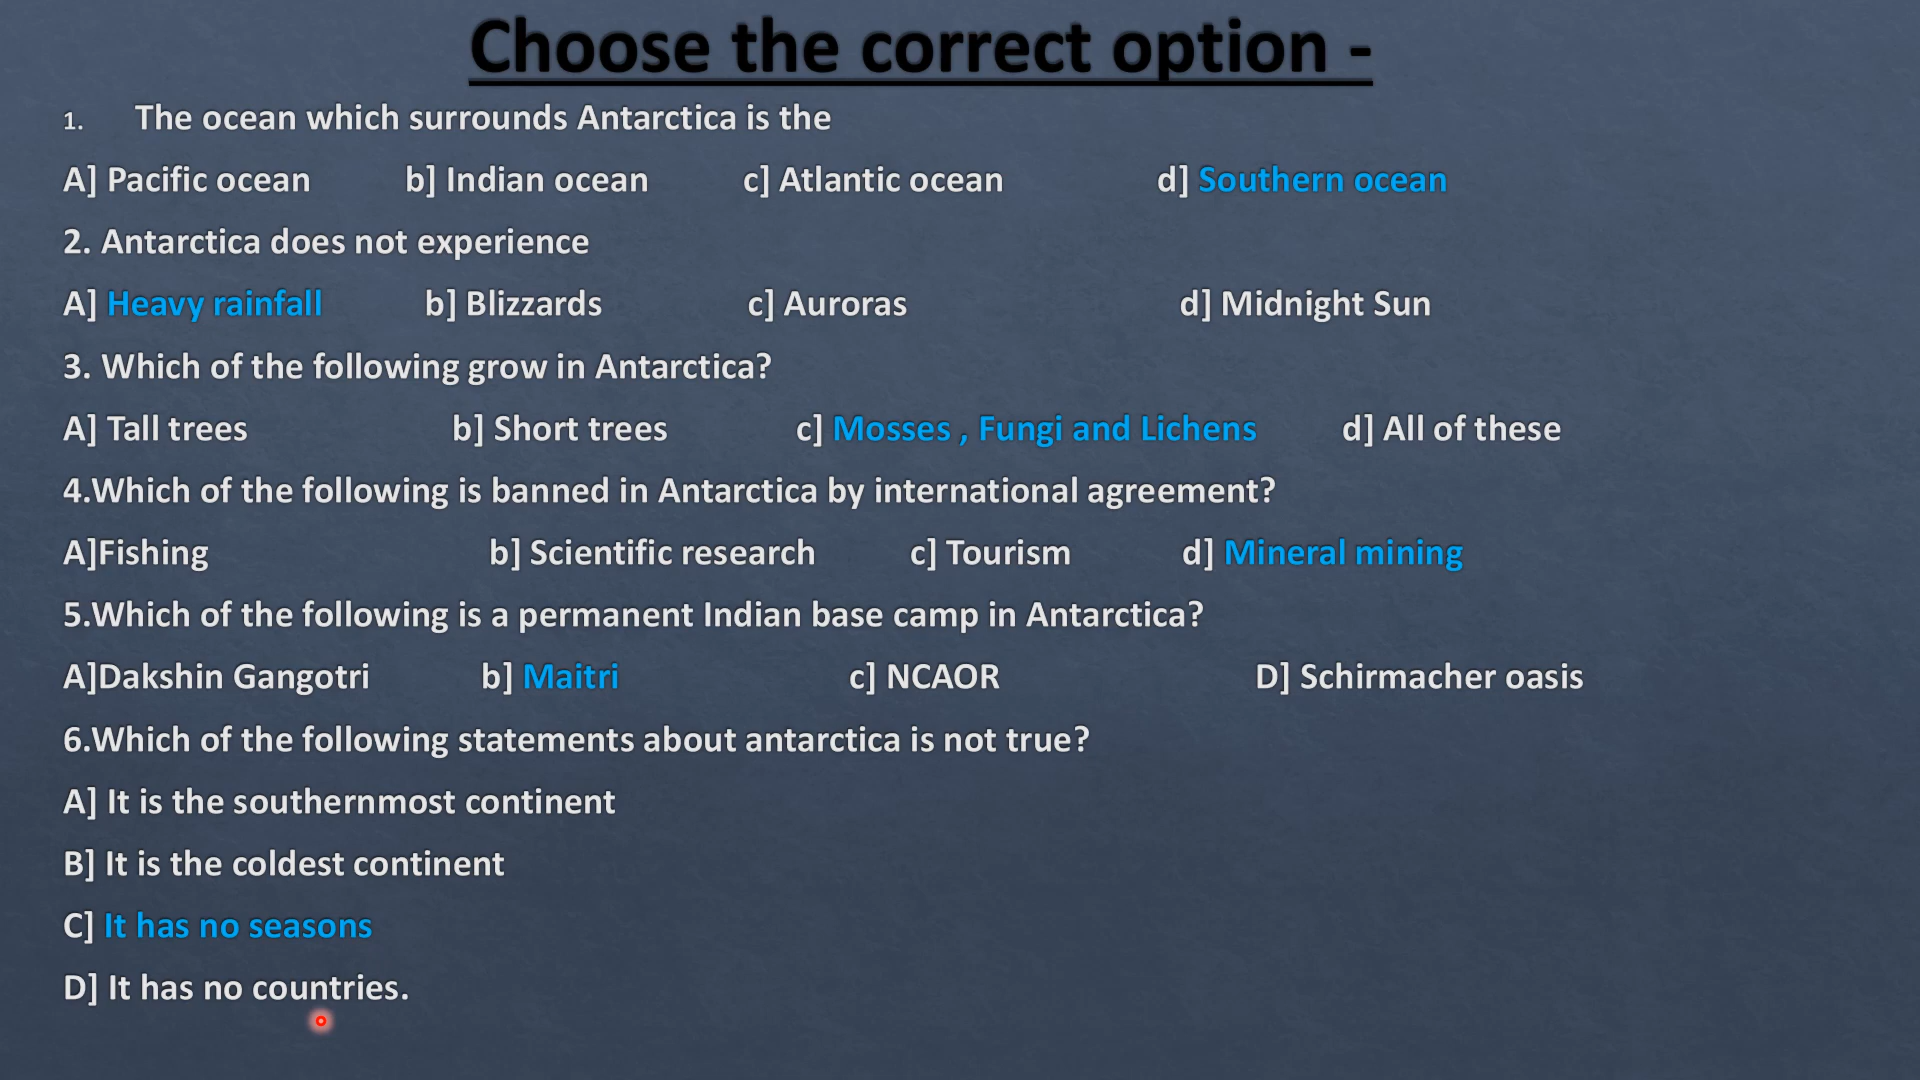 Choose the correct option -
1. The ocean which surrounds Antarctica is the
A] Pacific ocean b] Indian ocean c] Atlantic ocean d] Southern ocean
2. Antarctica does not experience
A] Heavy rainfall b] Blizzards c] Auroras d] Midnight Sun
3. Which of the following grow in Antarctica?
A] Tall trees b] Short trees c] Mosses , Fungi and Lichens d] All of these
4.Which of the following is banned in Antarctica by international agreement?
A]Fishing b] Scientific research c] Tourism d] Mineral mining
5.Which of the following is a permanent Indian base camp in Antarctica?
A]Dakshin Gangotri b] Maitri c] NCAOR D] Schirmacher oasis
6.Which of the following statements about antarctica is not true?
A] It is the southernmost continent
B] It is the coldest continent
C] It has no seasons
D] It has no countries.